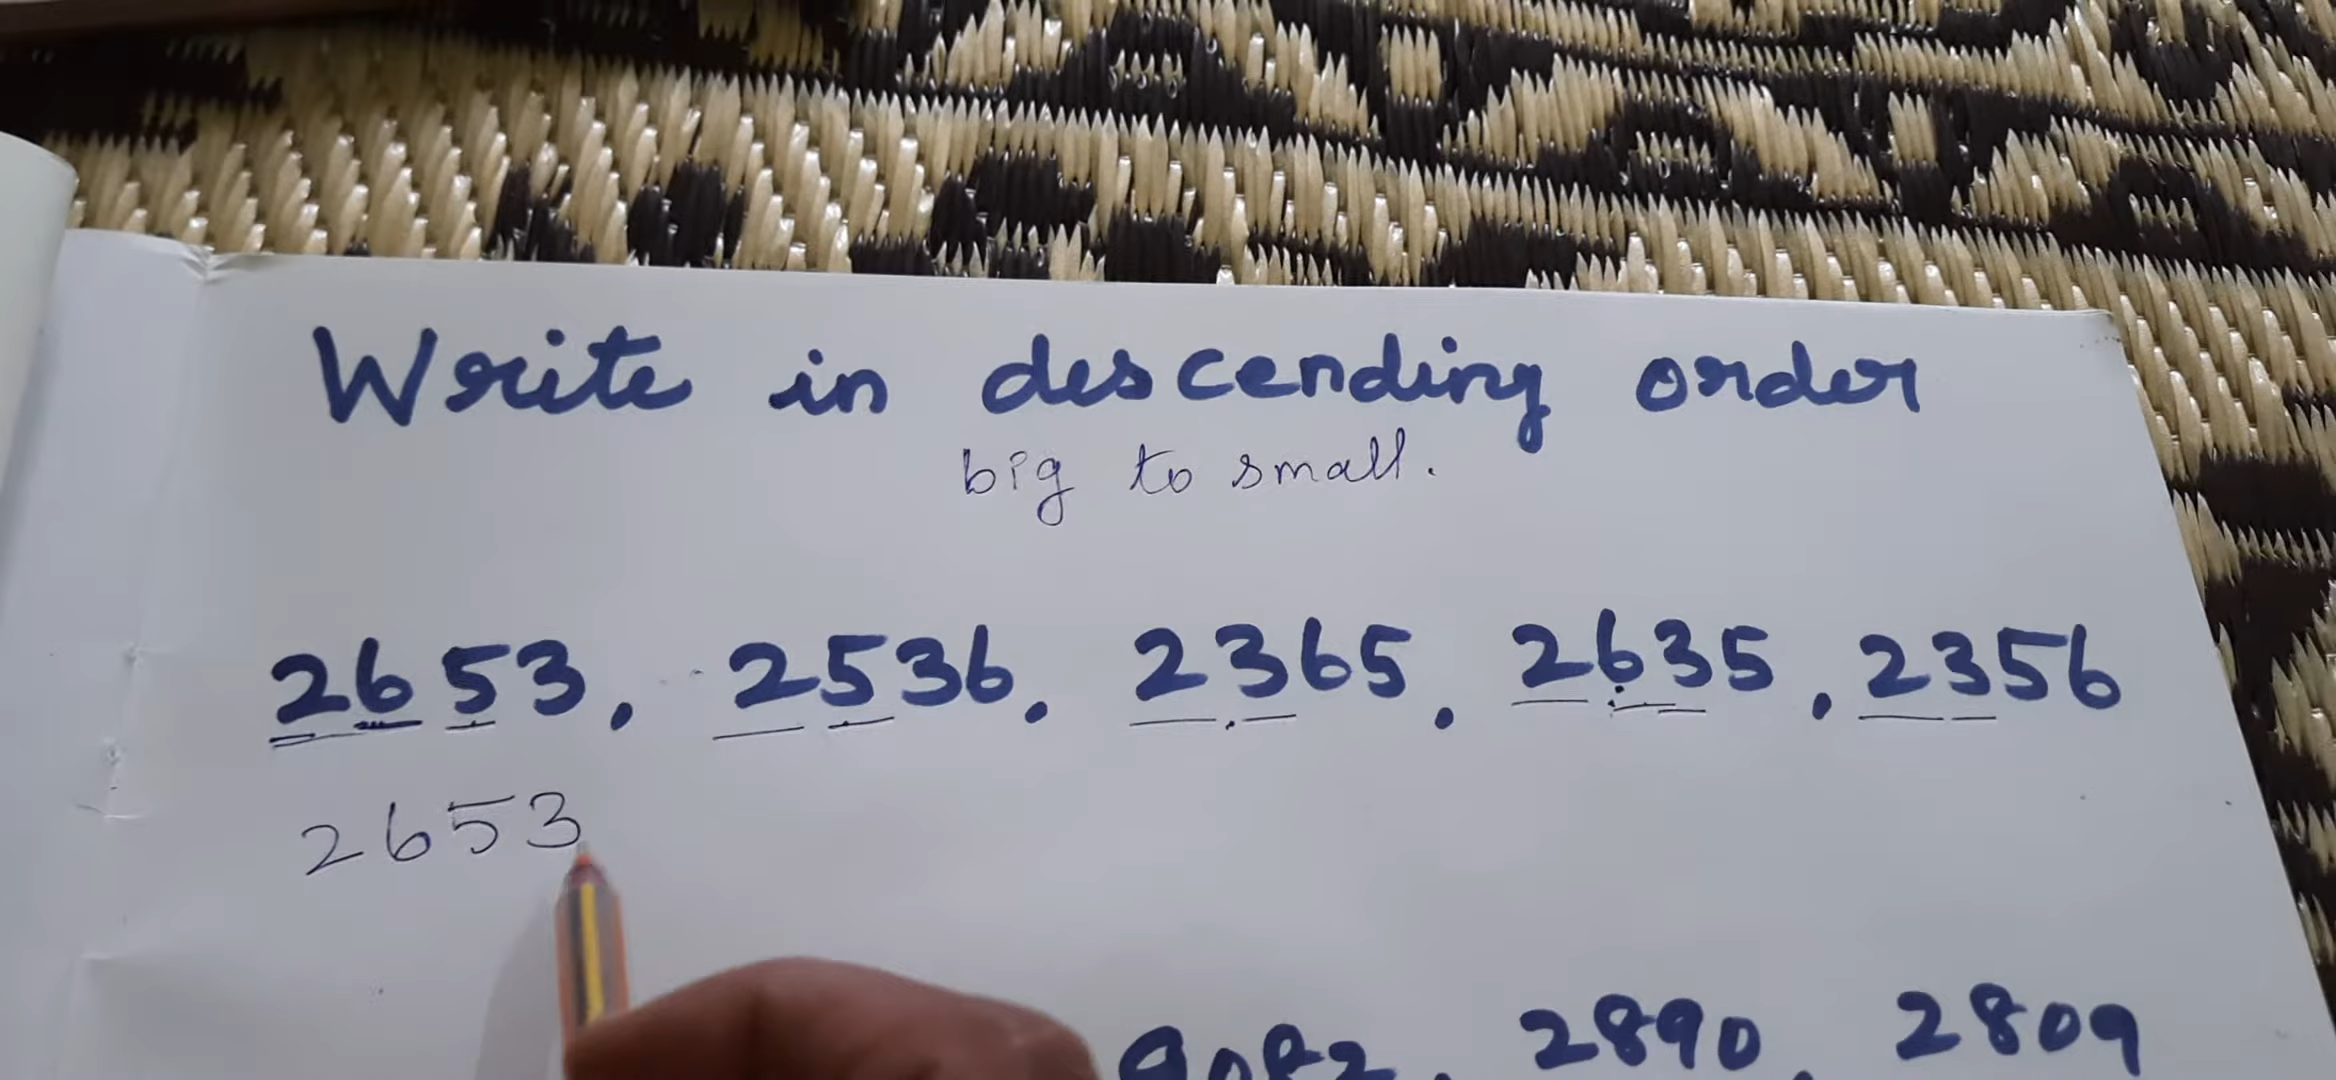 Write in descending order
big to small.
2653, 2536, 2365, 2635, 2356
2653
2890, 2809